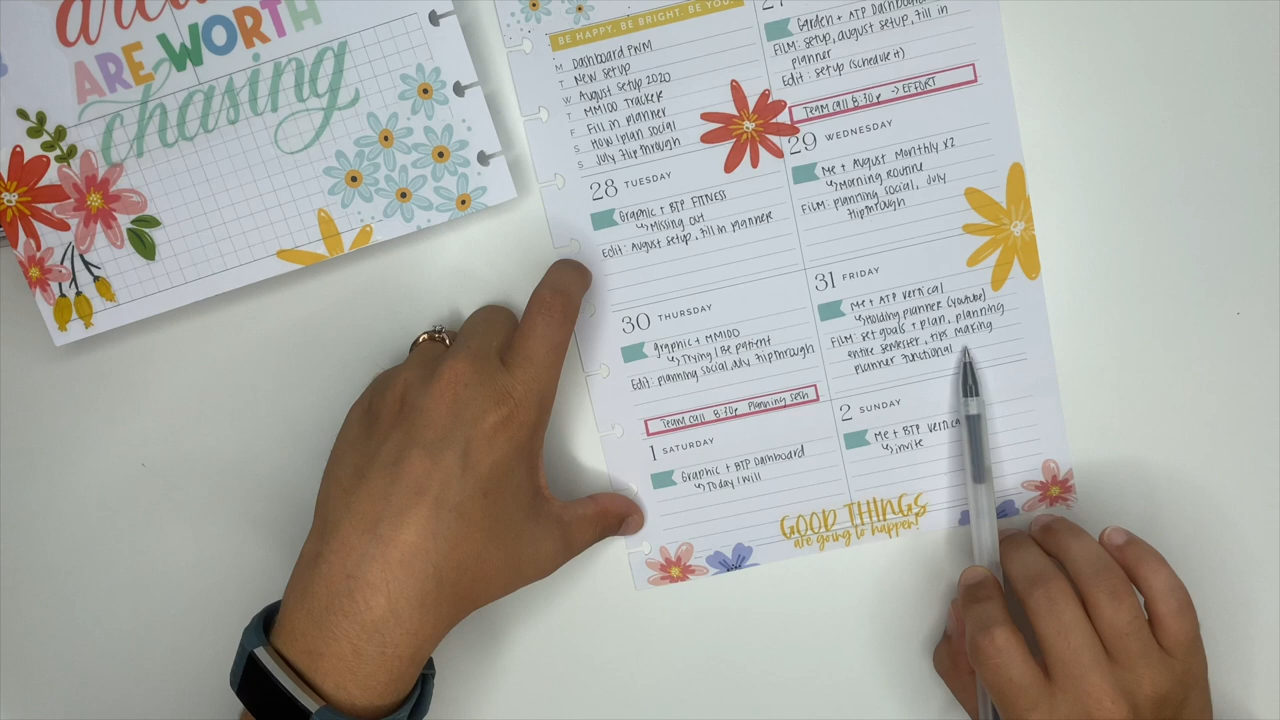 ARE WORTH
chasing
BE HAPPY. BE BRIGHT. BE YOU.
M Dashboard PWM
T New setup
W August setup 2020
T MM100 Tracker
F Fill in planner
S How I plan social
S July flipthrough
27
Garden + ATP Dashboard
FILM: setup, august setup, fill in
planner
Edit: setup (schedule it)
Team call 8:30p → EFFORT
28 TUESDAY
Graphic + BTP FITNESS
↳ Missing out
Edit: August setup, fill in planner
29 WEDNESDAY
Me + August Monthly x2
↳ Morning Routine
FILM: planning social, July
flipthrough
30 THURSDAY
graphic + MM100
↳ Trying / Be patient
Edit: planning social, July flipthrough
Team call 8:30p Planning sesh
31 FRIDAY
Me + ATP vertical
↳ Holding planner (youtube)
FILM: set goals + plan, planning
entire semester, tips making
planner functional
1 SATURDAY
Graphic + BTP Dashboard
↳ Today I will
2 SUNDAY
Me + BTP vertica
↳ invite
GOOD THINGS
are going to happen!